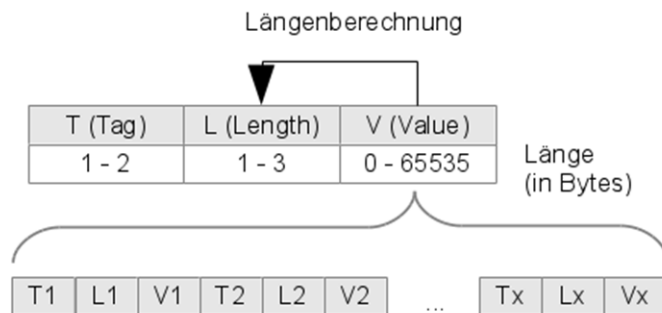 Längenberechnung
T (Tag) L (Length) V (Value)
1 - 2 1 - 3 0 - 65535
Länge
(in Bytes)
T1 L1 V1 T2 L2 V2 ... Tx Lx Vx